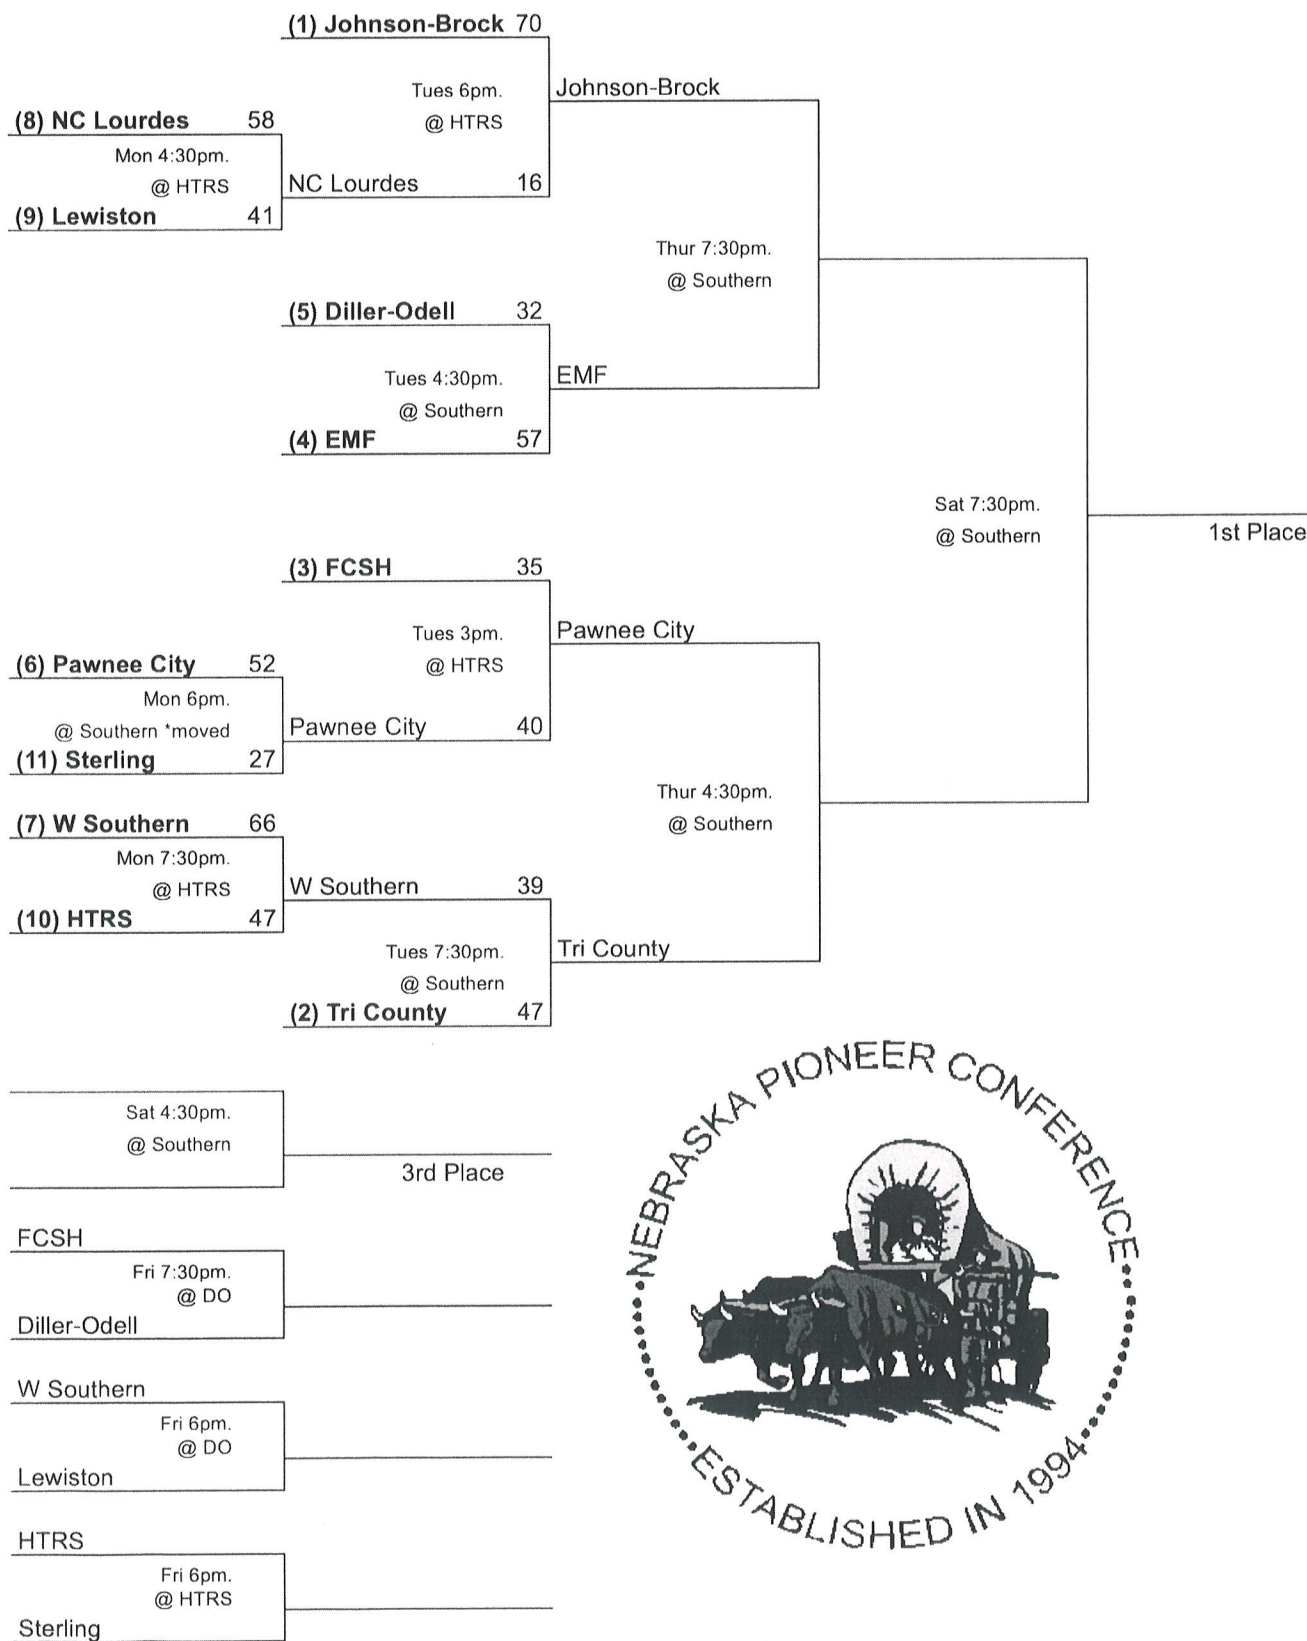 (1) Johnson-Brock 70
Tues 6pm.
@ HTRS
Johnson-Brock
(8) NC Lourdes 58
Mon 4:30pm.
@ HTRS
NC Lourdes 16
(9) Lewiston 41
Thur 7:30pm.
@ Southern
(5) Diller-Odell 32
Tues 4:30pm.
@ Southern
EMF
(4) EMF 57
Sat 7:30pm.
@ Southern
1st Place
(3) FCSH 35
Tues 3pm.
@ HTRS
Pawnee City
(6) Pawnee City 52
Mon 6pm.
@ Southern *moved
Pawnee City 40
(11) Sterling 27
Thur 4:30pm.
@ Southern
(7) W Southern 66
Mon 7:30pm.
@ HTRS
W Southern 39
(10) HTRS 47
Tues 7:30pm.
@ Southern
Tri County
(2) Tri County 47
Sat 4:30pm.
@ Southern
3rd Place
FCSH
Fri 7:30pm.
@ DO
Diller-Odell
W Southern
Fri 6pm.
@ DO
Lewiston
HTRS
Fri 6pm.
@ HTRS
Sterling
NEBRASKA PIONEER CONFERENCE
ESTABLISHED IN 1994